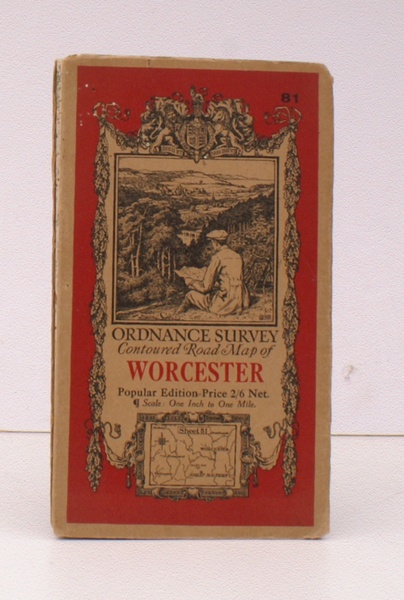 81
ORDNANCE SURVEY
Contoured Road Map of
WORCESTER
Popular Edition-Price 2/6 Net.
¶ Scale: One Inch to One Mile.
Sheet 81
WORCESTER